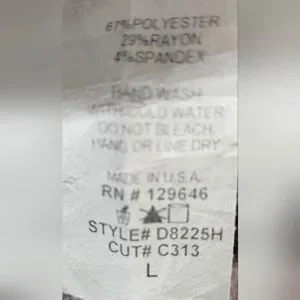 67%POLYESTER
29%RAYON
4%SPANDEX
HAND WASH
WITH COLD WATER
DO NOT BLEACH
HANG OR LINE DRY
MADE IN U.S.A.
RN # 129646
STYLE# D8225H
CUT# C313
L